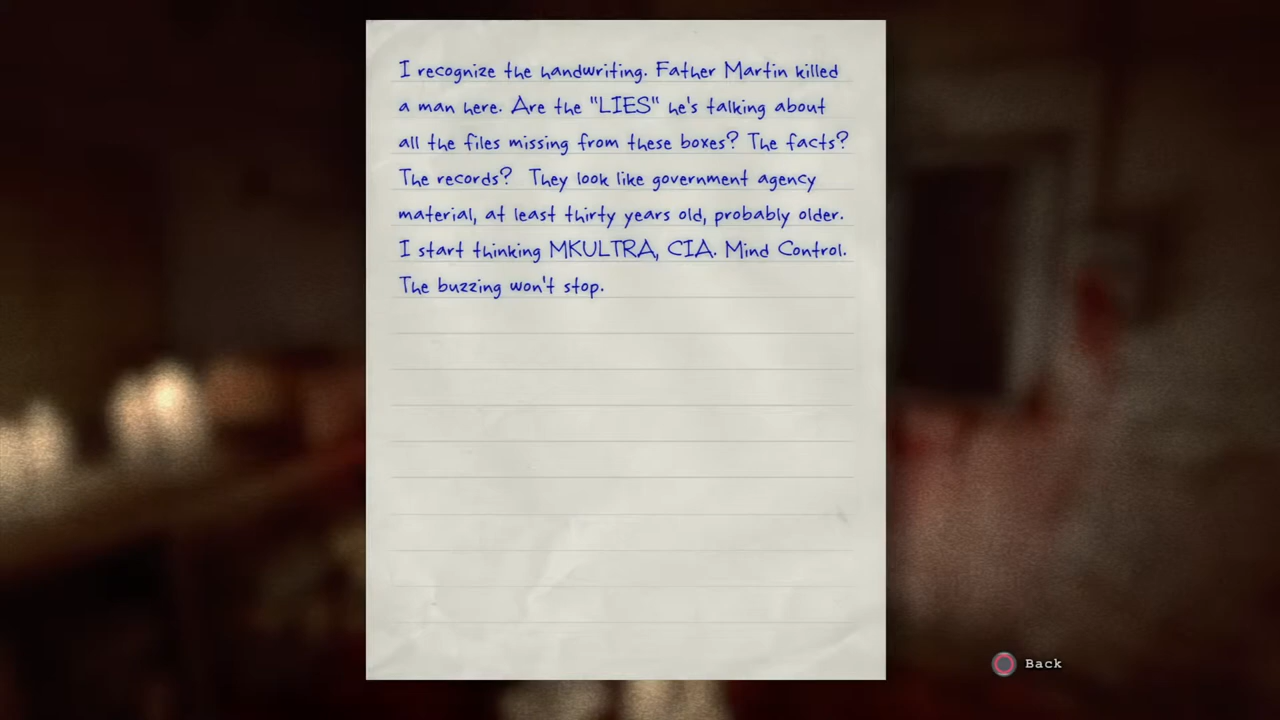 I recognize the handwriting. Father Martin killed
a man here. Are the "LIES" he's talking about
all the files missing from these boxes? The facts?
The records?  They look like government agency
material, at least thirty years old, probably older.
I start thinking MKULTRA, CIA. Mind Control.
The buzzing won't stop.
Back